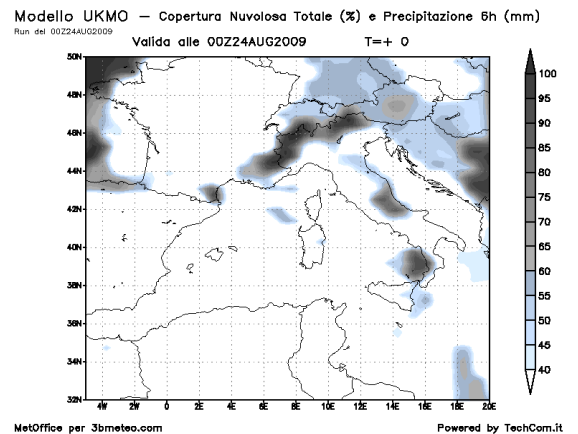 Modello UKMO – Copertura Nuvolosa Totale (%) e Precipitazione 6h (mm)
Run del 00Z24AUG2009
Valida alle 00Z24AUG2009 T=+ 0
50N
48N
46N
44N
42N
40N
38N
36N
34N
32N
4W 2W 0 2E 4E 6E 8E 10E 12E 14E 16E 18E 20E
100
95
90
85
80
75
70
65
60
55
50
45
40
MetOffice per 3bmeteo.com Powered by TechCom.it